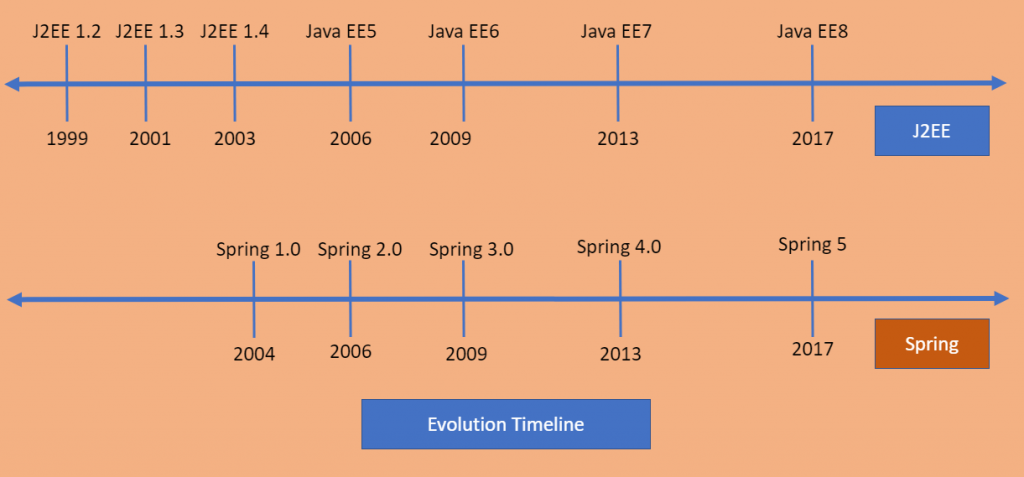 J2EE 1.2 J2EE 1.3 J2EE 1.4 Java EE5 Java EE6 Java EE7 Java EE8
1999 2001 2003 2006 2009 2013 2017
J2EE
Spring 1.0 Spring 2.0 Spring 3.0 Spring 4.0 Spring 5
2004 2006 2009 2013 2017
Spring
Evolution Timeline